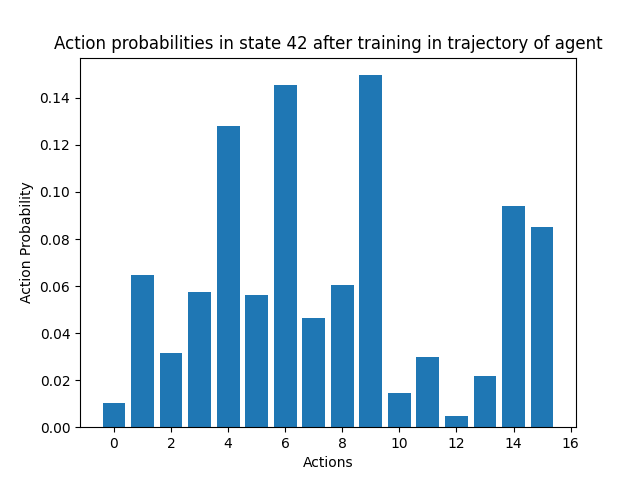 Action probabilities in state 42 after training in trajectory of agent
0.14
0.12
0.10
0.08
0.06
0.04
0.02
0.00
Action Probability
0 2 4 6 8 10 12 14 16
Actions